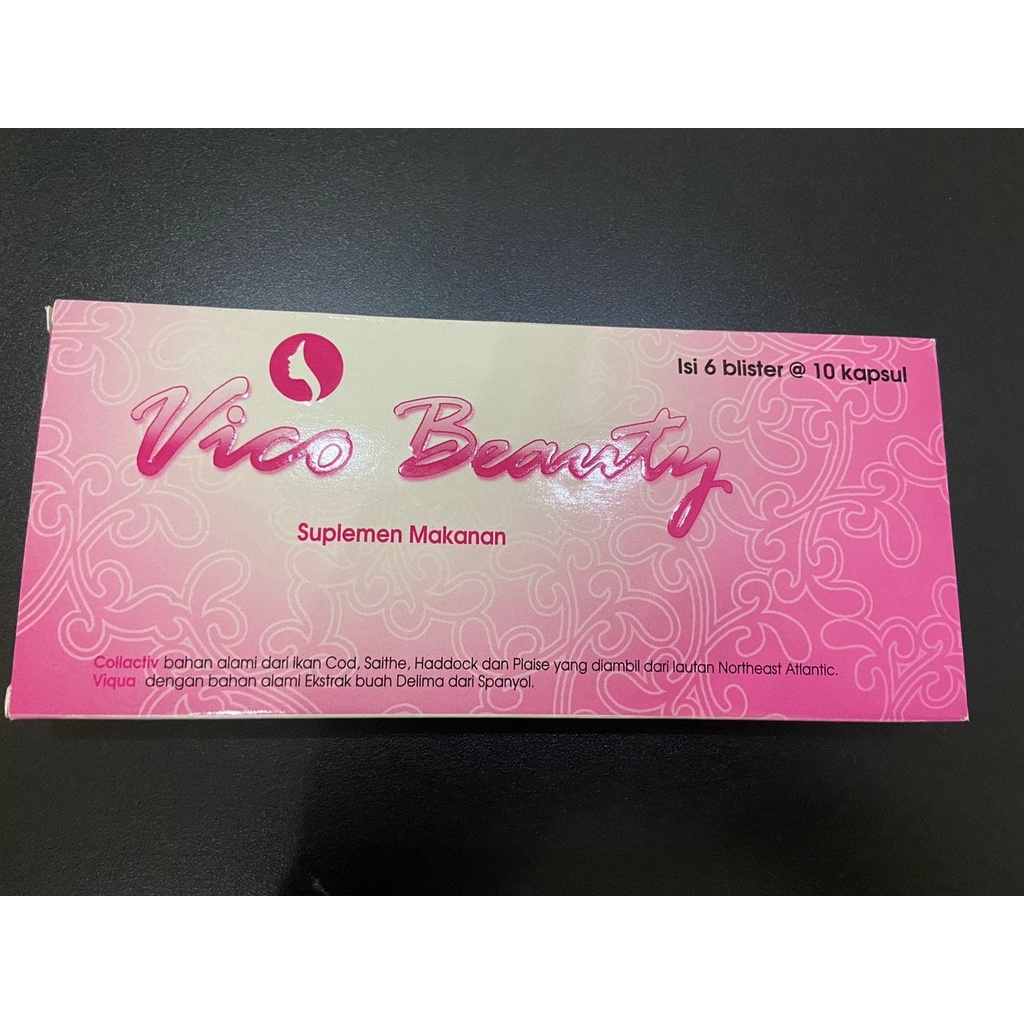 Isi 6 blister @ 10 kapsul
Vico Beauty
Suplemen Makanan
Collactiv bahan alami dari ikan Cod, Saithe, Haddock dan Plaise yang diambil dari lautan Northeast Atlantic.
Viqua dengan bahan alami Ekstrak buah Delima dari Spanyol.